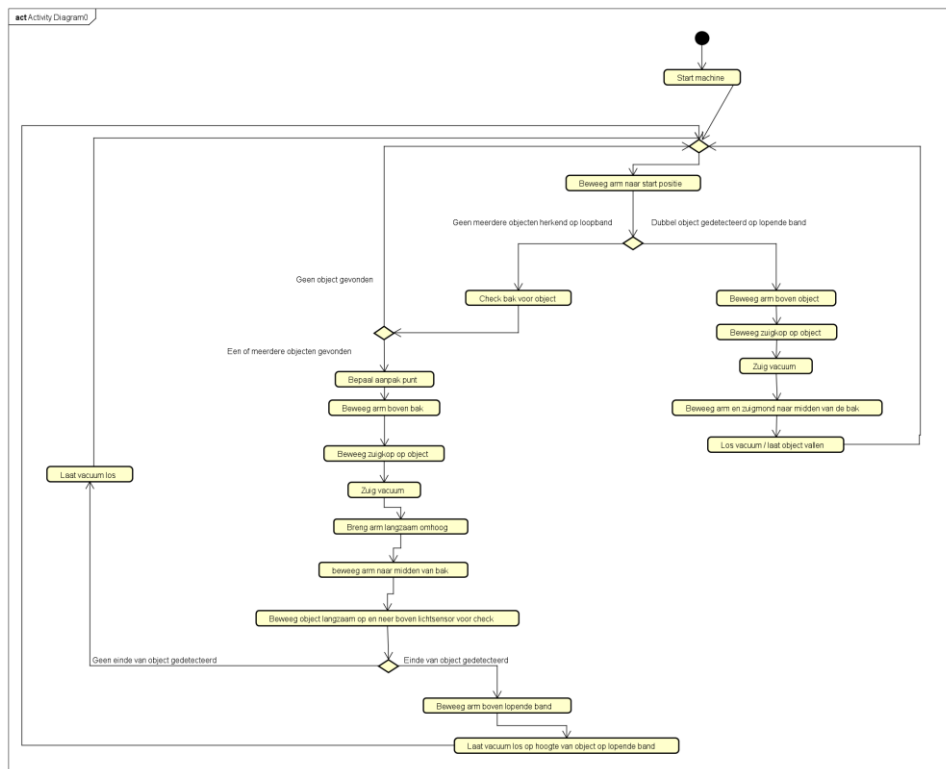 act Activity Diagram0
Start machine
Beweeg arm naar start positie
Geen meerdere objecten herkend op loopband
Dubbel object gedetecteerd op lopende band
Geen object gevonden
Check bak voor object
Beweeg arm boven object
Beweeg zuigkop op object
Een of meerdere objecten gevonden
Zuig vacuum
Bepaal aanpak punt
Beweeg arm boven bak
Beweeg arm en zuigmond naar midden van de bak
Los vacuum / laat object vallen
Beweeg zuigkop op object
Laat vacuum los
Zuig vacuum
Breng arm langzaam omhoog
beweeg arm naar midden van bak
Beweeg object langzaam op en neer boven lichtsensor voor check
Geen einde van object gedetecteerd
Einde van object gedetecteerd
Beweeg arm boven lopende band
Laat vacuum los op hoogte van object op lopende band